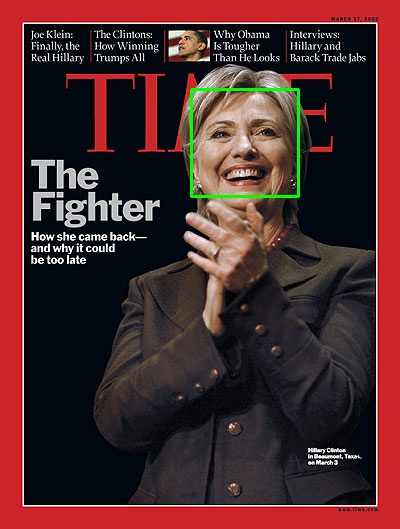 MARCH 17, 2008
Joe Klein:
Finally, the
Real Hillary
The Clintons:
How Winning
Trumps All
Why Obama
Is Tougher
Than He Looks
Interviews:
Hillary and
Barack Trade Jabs
TIME
The
Fighter
How she came back—
and why it could
be too late
Hillary Clinton
in Beaumont, Texas,
on March 3
www.time.com